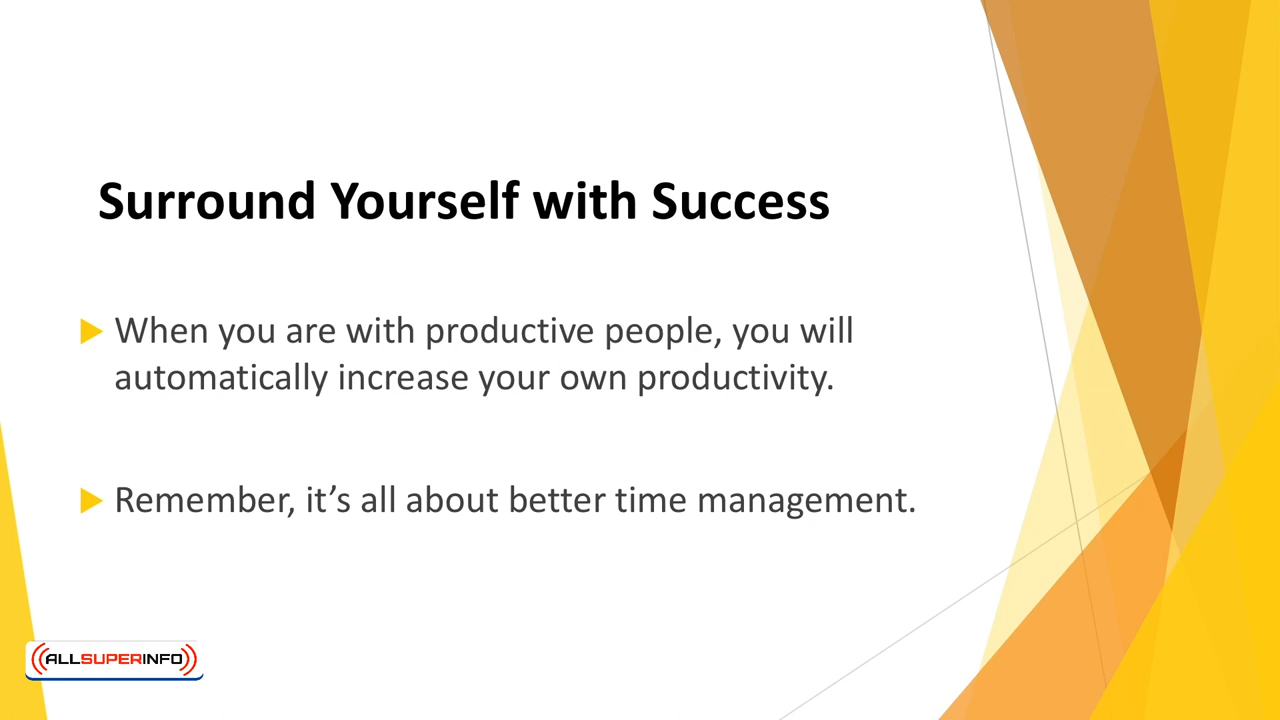 Surround Yourself with Success
When you are with productive people, you will
automatically increase your own productivity.
Remember, it’s all about better time management.
ALLSUPERINFO